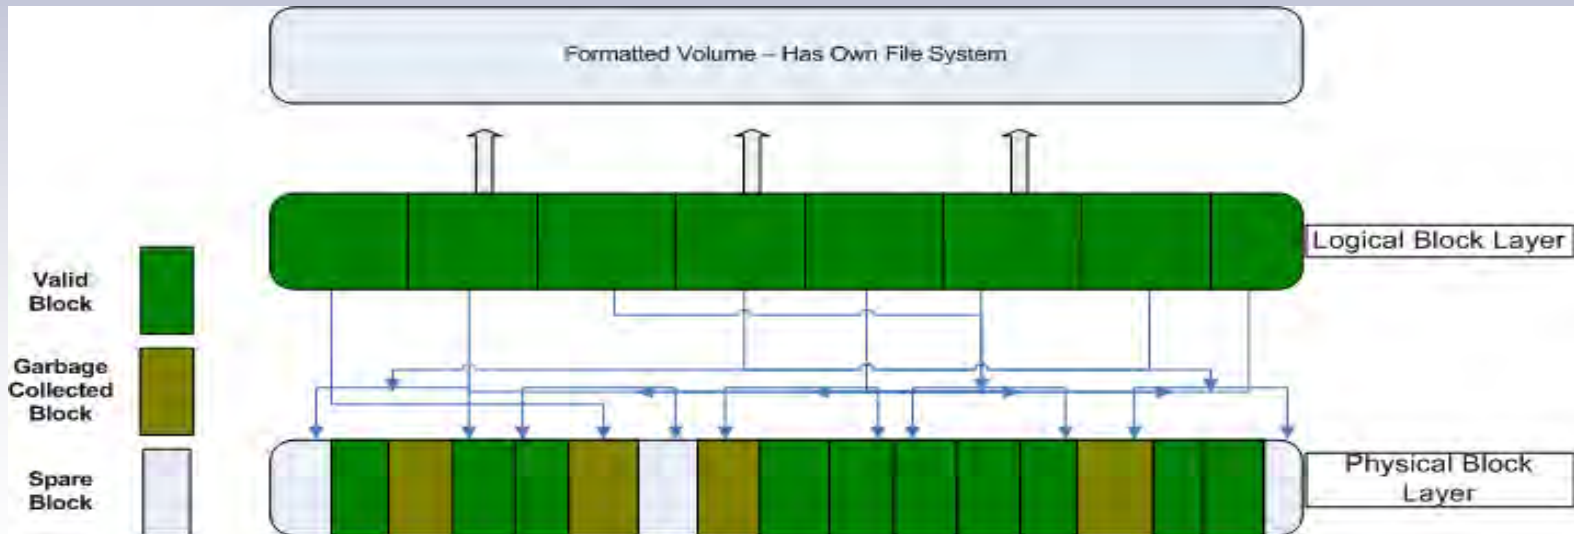 Formatted Volume – Has Own File System
Logical Block Layer
Valid
Block
Garbage
Collected
Block
Spare
Block
Physical Block
Layer